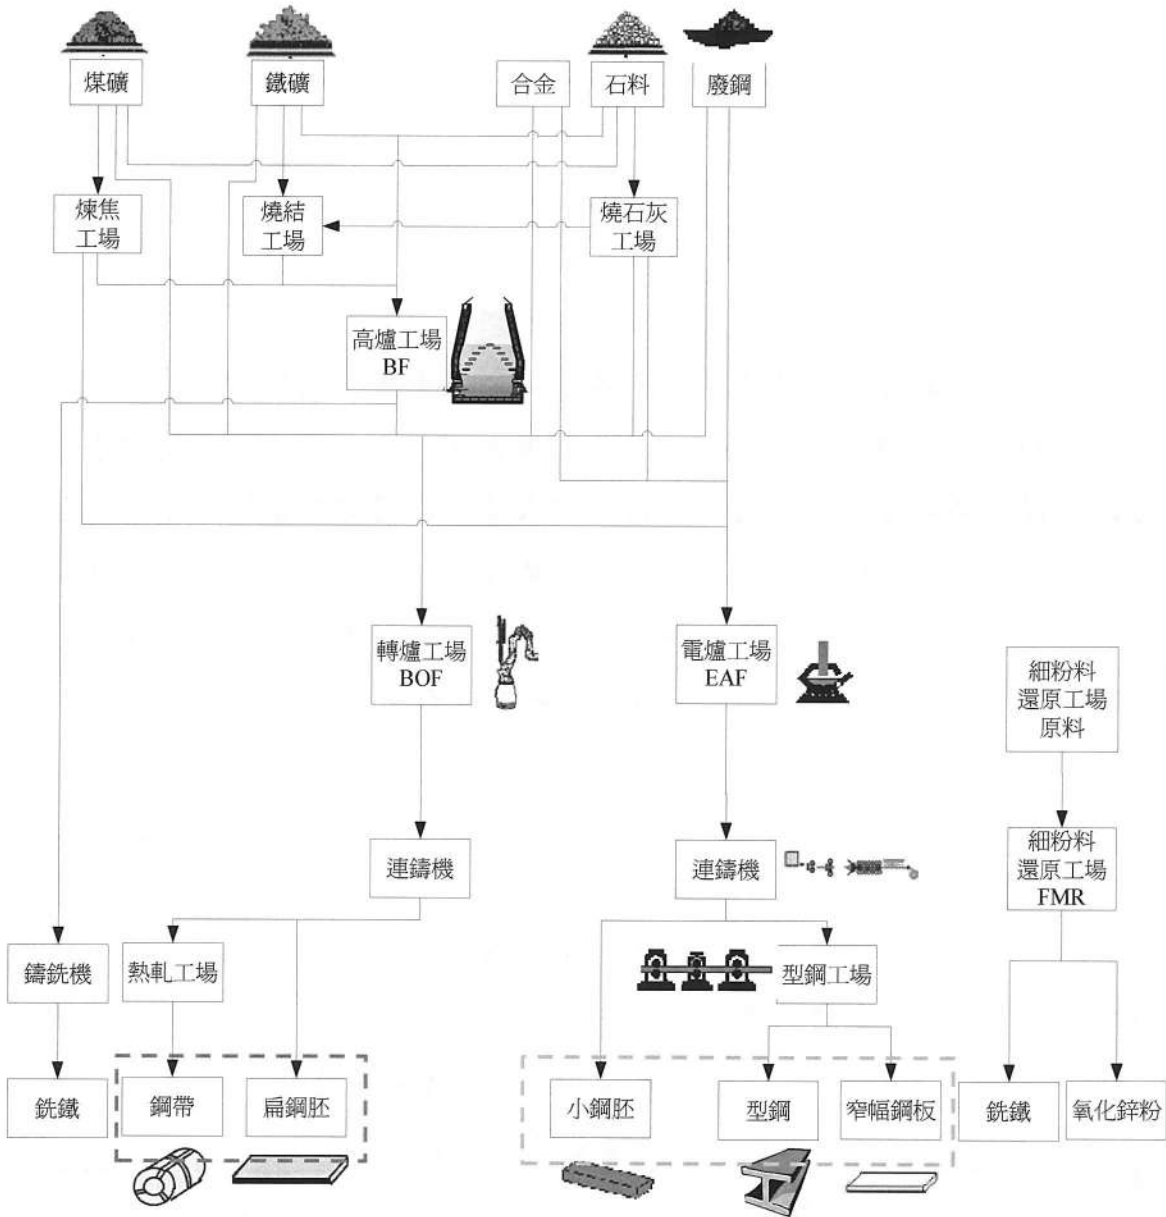 煤礦
鐵礦
合金
石料
廢鋼
煉焦
工場
燒結
工場
燒石灰
工場
高爐工場
BF
轉爐工場
BOF
電爐工場
EAF
細粉料
還原工場
原料
連鑄機
連鑄機
細粉料
還原工場
FMR
鑄銑機
熱軋工場
型鋼工場
銑鐵
鋼帶
扁鋼胚
小鋼胚
型鋼
窄幅鋼板
銑鐵
氧化鋅粉